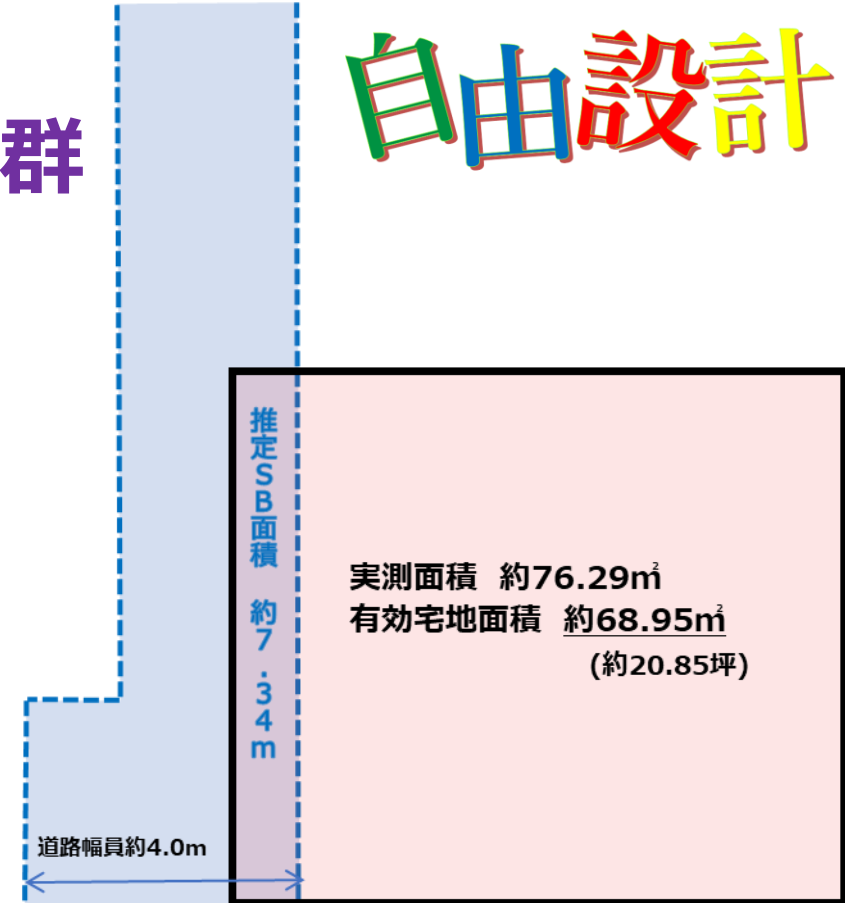 自由設計
群
推定SB面積　約7.34m
実測面積　約76.29㎡
有効宅地面積　約68.95㎡
(約20.85坪)
道路幅員約4.0m